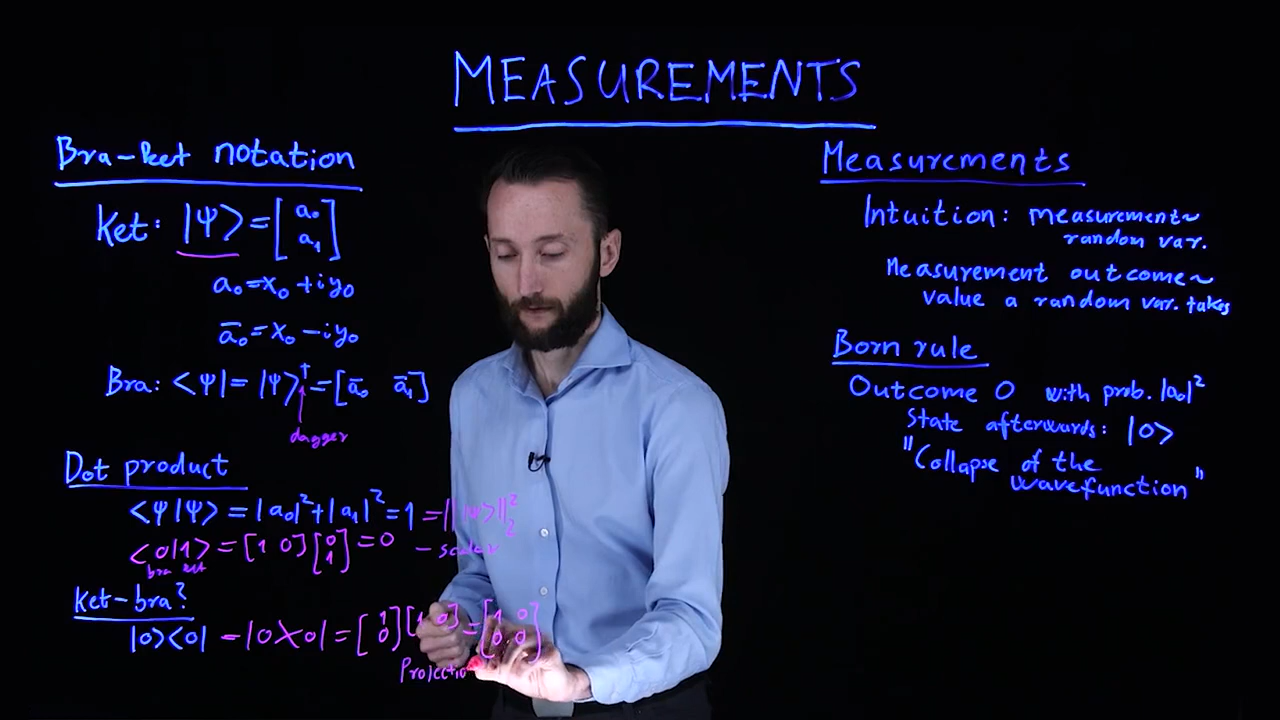 MEASUREMENTS
Bra-ket notation
Ket: |Ψ> = [a₀ a₁]
a₀ = x₀ + iy₀
ā₀ = x₀ - iy₀
Bra: <Ψ| = |Ψ>† = [ā₀ ā₁]
dagger
Dot product
<Ψ|Ψ> = |a₀|² + |a₁|² = 1 = || |Ψ> ||₂²
<0|1> = [1 0][0 1] = 0 - scalar
bra ket
Ket-bra?
|0><0| = |0X0| = [1 0][1 0] = [1 0 0 0]
Projectio
Measurements
Intuition: measurement ~
random var.
Measurement outcome ~
value a random var. takes
Born rule
Outcome 0 with prob. |a₀|²
State afterwards: |0>
"Collapse of the
wavefunction"